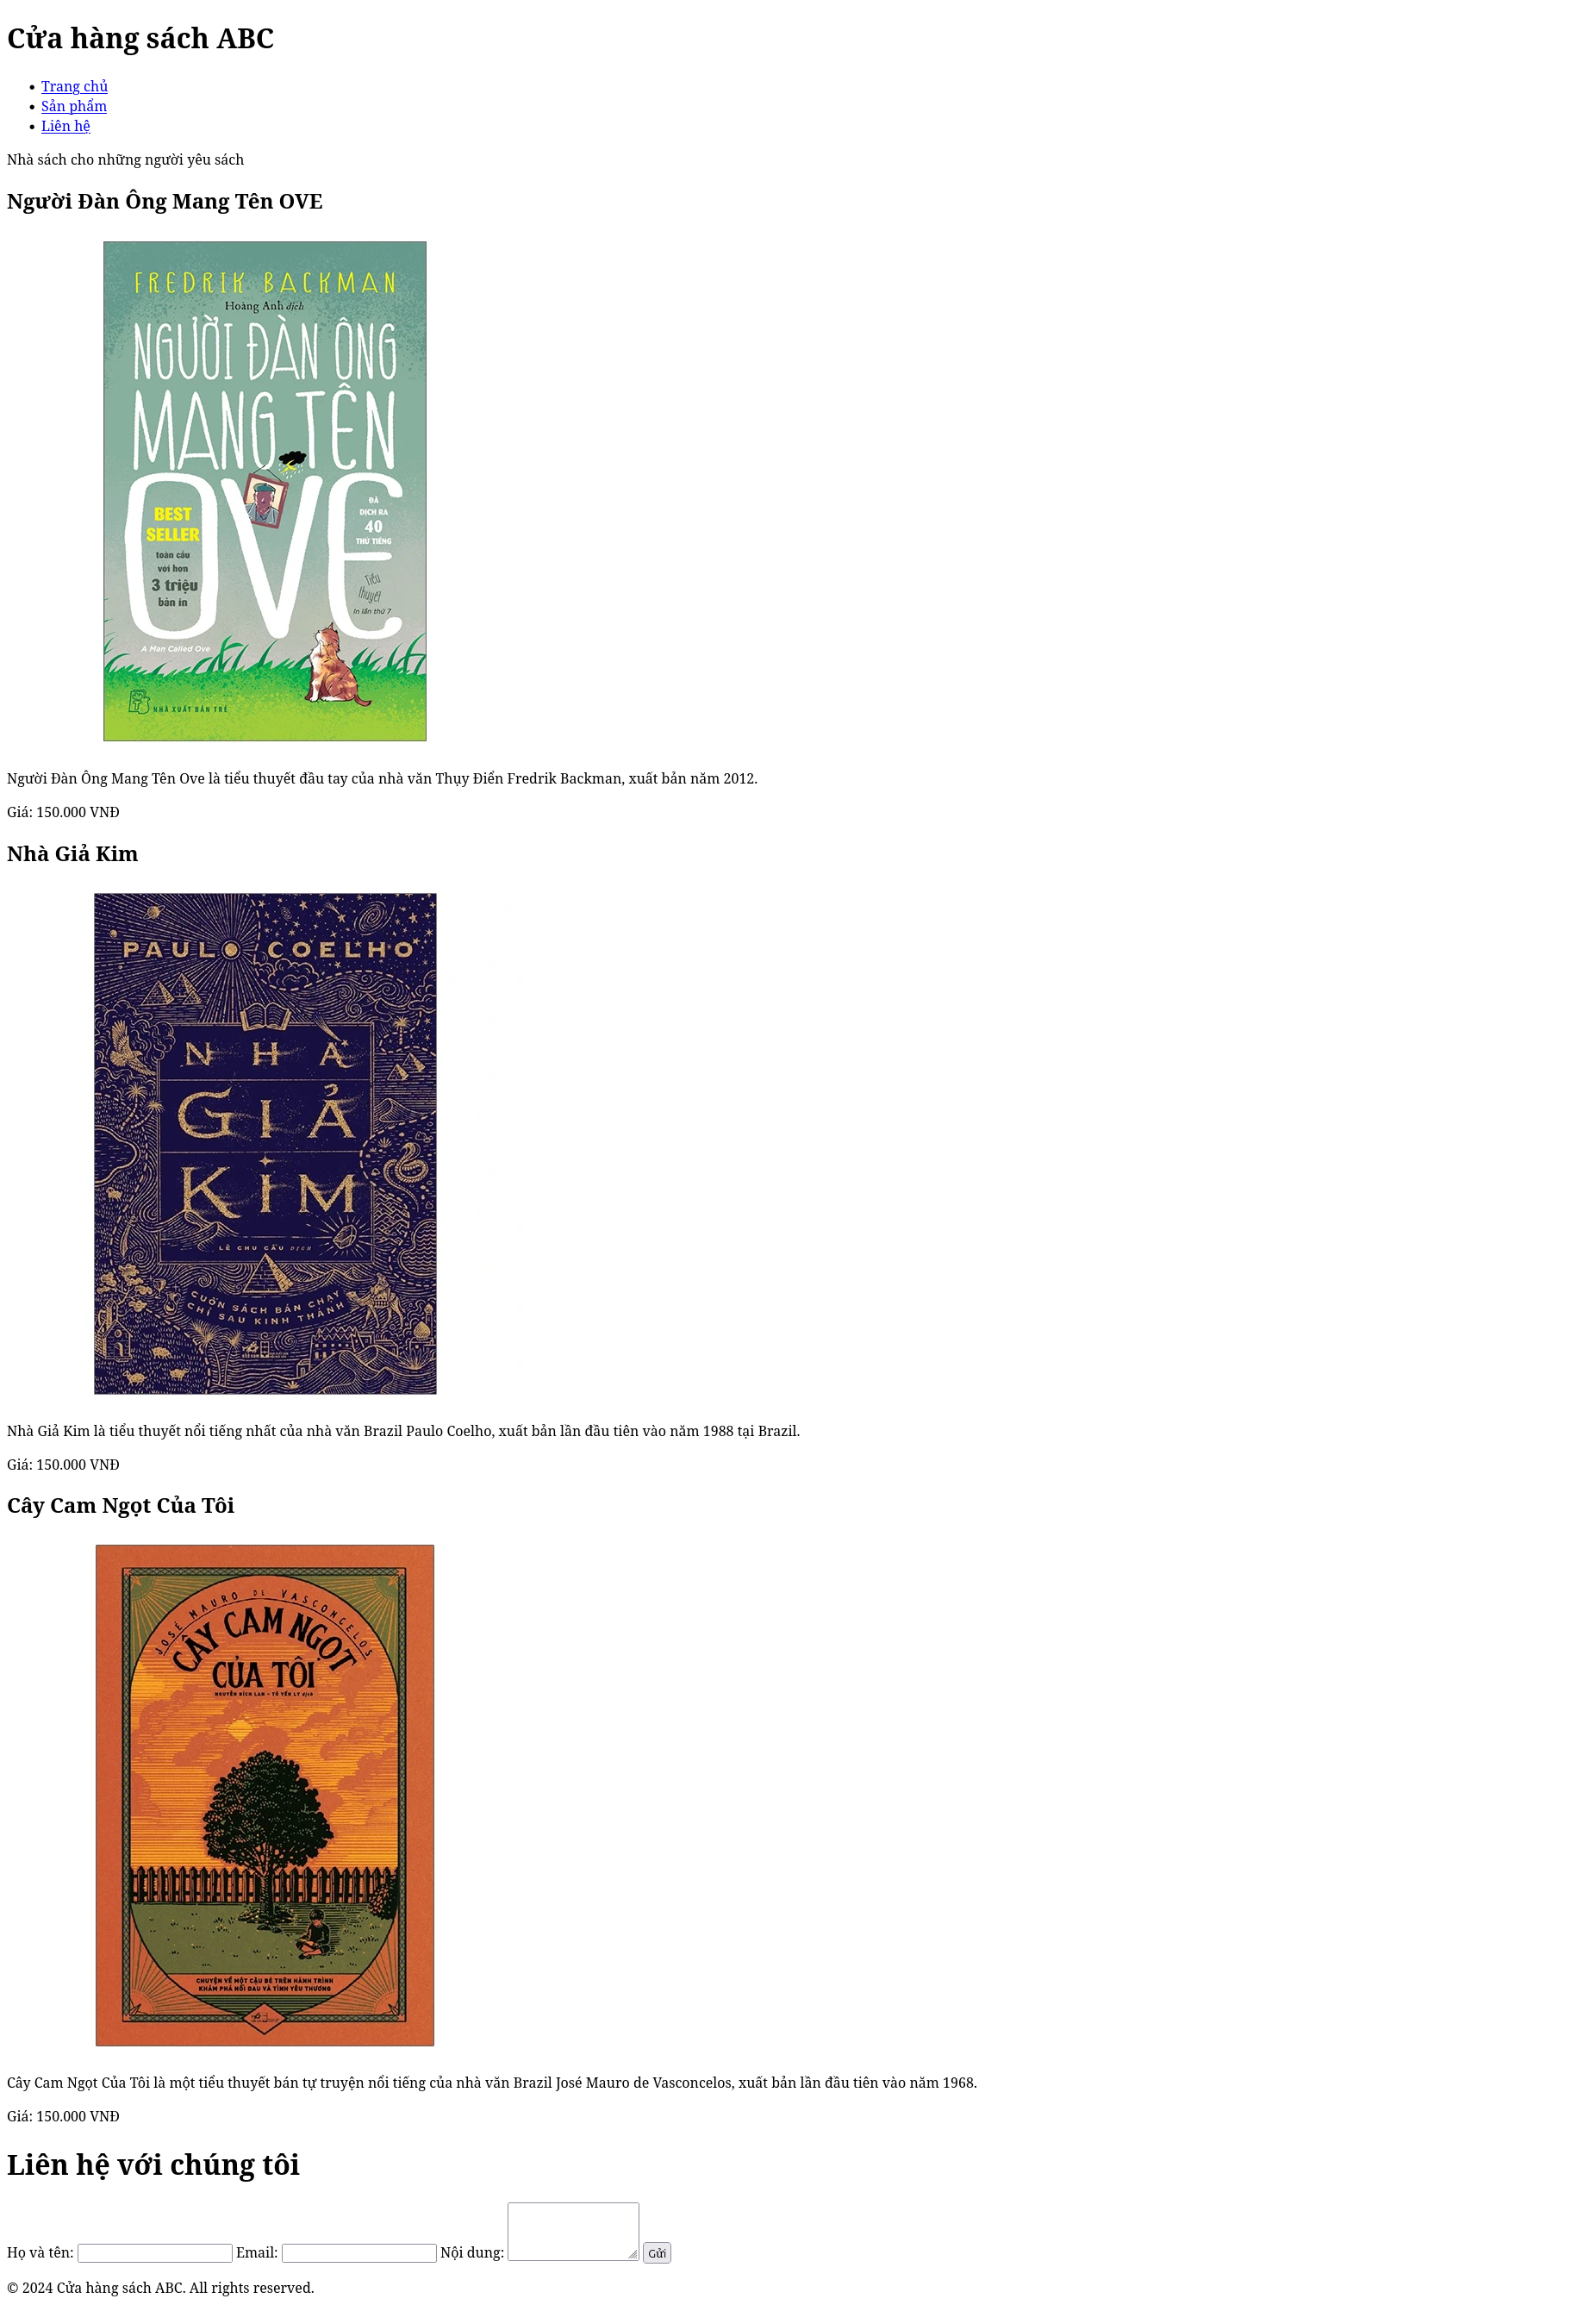 Cửa hàng sách ABC
Trang chủ
Sản phẩm
Liên hệ
Nhà sách cho những người yêu sách
Người Đàn Ông Mang Tên OVE
FREDRIK BACKMAN
Hoàng Anh dịch
NGƯỜI ĐÀN ÔNG
MANG TÊN
OVE
BEST
SELLER
toàn cầu
với hơn
3 triệu
bản in
ĐÃ
DỊCH RA
40
THỨ TIẾNG
Tiểu
thuyết
In lần thứ 7
A Man Called Ove
NHÀ XUẤT BẢN TRẺ
Người Đàn Ông Mang Tên Ove là tiểu thuyết đầu tay của nhà văn Thụy Điển Fredrik Backman, xuất bản năm 2012.
Giá: 150.000 VNĐ
Nhà Giả Kim
PAULO COELHO
NHÀ
GIẢ
KIM
LÊ CHU CẦU DỊCH
CUỐN SÁCH BÁN CHẠY
CHỈ SAU KINH THÁNH
Nhà Giả Kim là tiểu thuyết nổi tiếng nhất của nhà văn Brazil Paulo Coelho, xuất bản lần đầu tiên vào năm 1988 tại Brazil.
Giá: 150.000 VNĐ
Cây Cam Ngọt Của Tôi
JOSÉ MAURO DE VASCONCELOS
CÂY CAM NGỌT
CỦA TÔI
NGUYỄN BÍCH LAN - TÔ YẾN LY dịch
CHUYỆN VỀ MỘT CẬU BÉ TRÊN HÀNH TRÌNH
KHÁM PHÁ NỖI ĐAU VÀ TÌNH YÊU THƯƠNG
Cây Cam Ngọt Của Tôi là một tiểu thuyết bán tự truyện nổi tiếng của nhà văn Brazil José Mauro de Vasconcelos, xuất bản lần đầu tiên vào năm 1968.
Giá: 150.000 VNĐ
Liên hệ với chúng tôi
Họ và tên: Email: Nội dung: Gửi
© 2024 Cửa hàng sách ABC. All rights reserved.